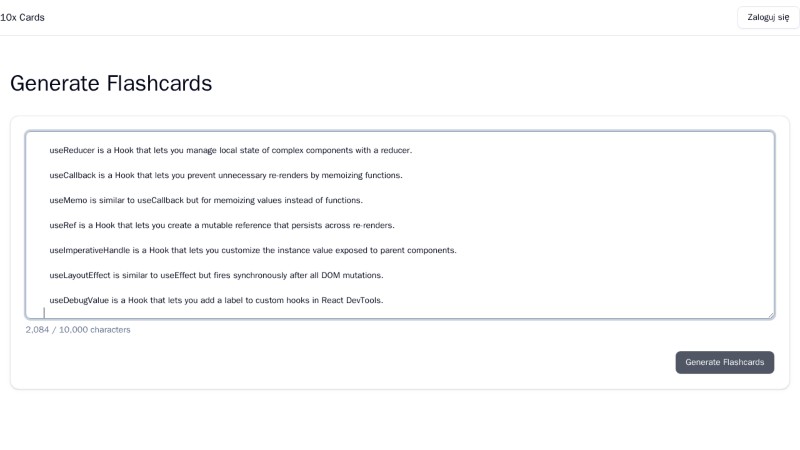 10x Cards
Zaloguj się
Generate Flashcards
useReducer is a Hook that lets you manage local state of complex components with a reducer.
useCallback is a Hook that lets you prevent unnecessary re-renders by memoizing functions.
useMemo is similar to useCallback but for memoizing values instead of functions.
useRef is a Hook that lets you create a mutable reference that persists across re-renders.
useImperativeHandle is a Hook that lets you customize the instance value exposed to parent components.
useLayoutEffect is similar to useEffect but fires synchronously after all DOM mutations.
useDebugValue is a Hook that lets you add a label to custom hooks in React DevTools.
2,084 / 10,000 characters
Generate Flashcards